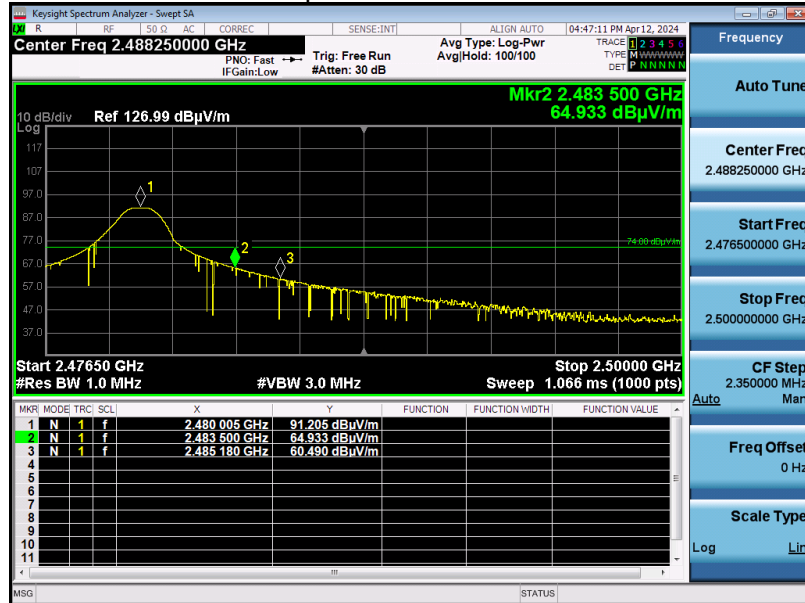 Keysight Spectrum Analyzer - Swept SA
LXI R RF 50 Ω AC CORREC SENSE:INT ALIGN AUTO 04:47:11 PM Apr 12, 2024
Center Freq 2.488250000 GHz
PNO: Fast
IFGain:Low
Trig: Free Run
#Atten: 30 dB
Avg Type: Log-Pwr
Avg|Hold: 100/100
TRACE 1 2 3 4 5 6
TYPE M WWWWW
DET P N N N N N
Mkr2 2.483 500 GHz
64.933 dBµV/m
10 dB/div Ref 126.99 dBµV/m
Log
117
107
97.0
87.0
77.0
67.0
57.0
47.0
37.0
1
2
3
74.00 dBµV/m
Start 2.47650 GHz Stop 2.50000 GHz
#Res BW 1.0 MHz #VBW 3.0 MHz Sweep 1.066 ms (1000 pts)
MKR MODE TRC SCL X Y FUNCTION FUNCTION WIDTH FUNCTION VALUE
1 N 1 f 2.480 005 GHz 91.205 dBµV/m
2 N 1 f 2.483 500 GHz 64.933 dBµV/m
3 N 1 f 2.485 180 GHz 60.490 dBµV/m
4
5
6
7
8
9
10
11
MSG STATUS
Frequency
Auto Tune
Center Freq
2.488250000 GHz
Start Freq
2.476500000 GHz
Stop Freq
2.500000000 GHz
CF Step
2.350000 MHz
Auto Man
Freq Offset
0 Hz
Scale Type
Log Lin